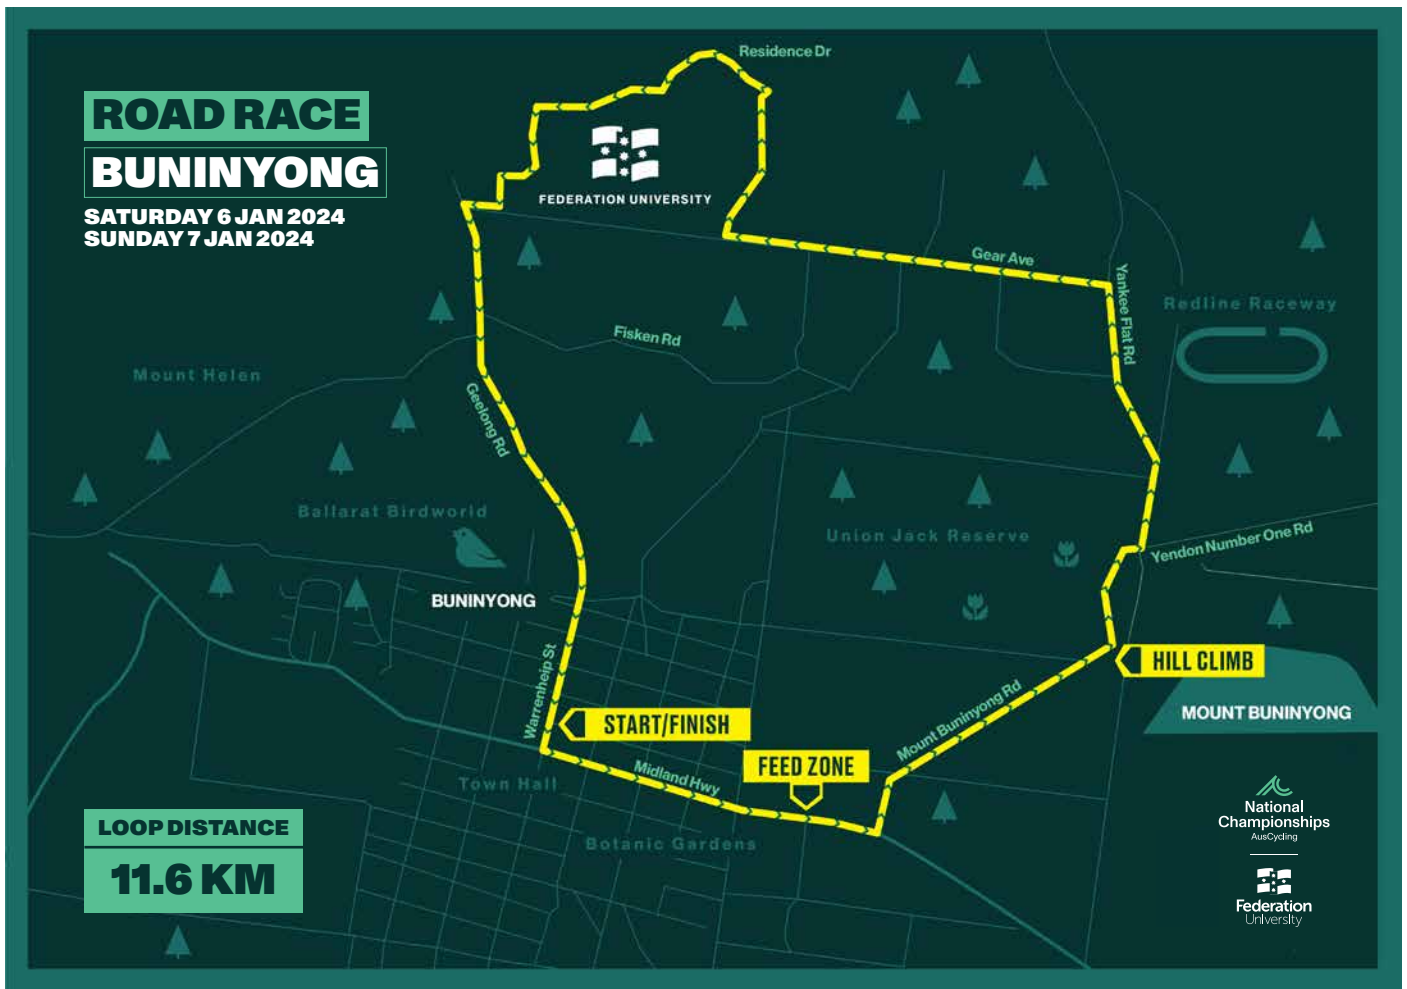 ROAD RACE
BUNINYONG
SATURDAY 6 JAN 2024
SUNDAY 7 JAN 2024
Residence Dr
FEDERATION UNIVERSITY
Gear Ave
Yankee Flat Rd
Redline Raceway
Fisken Rd
Mount Helen
Geelong Rd
Ballarat Birdworld
Union Jack Reserve
Yendon Number One Rd
BUNINYONG
Warrenheip St
HILL CLIMB
MOUNT BUNINYONG
START/FINISH
Mount Buninyong Rd
FEED ZONE
Midland Hwy
Town Hall
Botanic Gardens
LOOP DISTANCE
11.6 KM
National
Championships
AusCycling
Federation
University